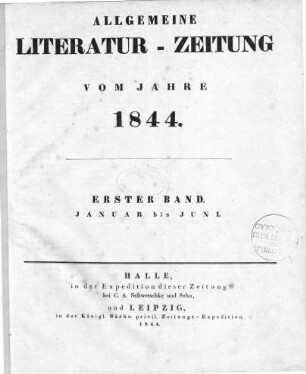 ALLGEMEINE
LITERATUR - ZEITUNG
VOM JAHRE
1844.
ERSTER BAND.
JANUAR bis JUNI.
HALLE,
in der Expedition dieser Zeitung
bei C. A. Schwetschke und Sohn,
und LEIPZIG,
in der Königl. Sächs. privil. Zeitungs-Expedition.
1844.